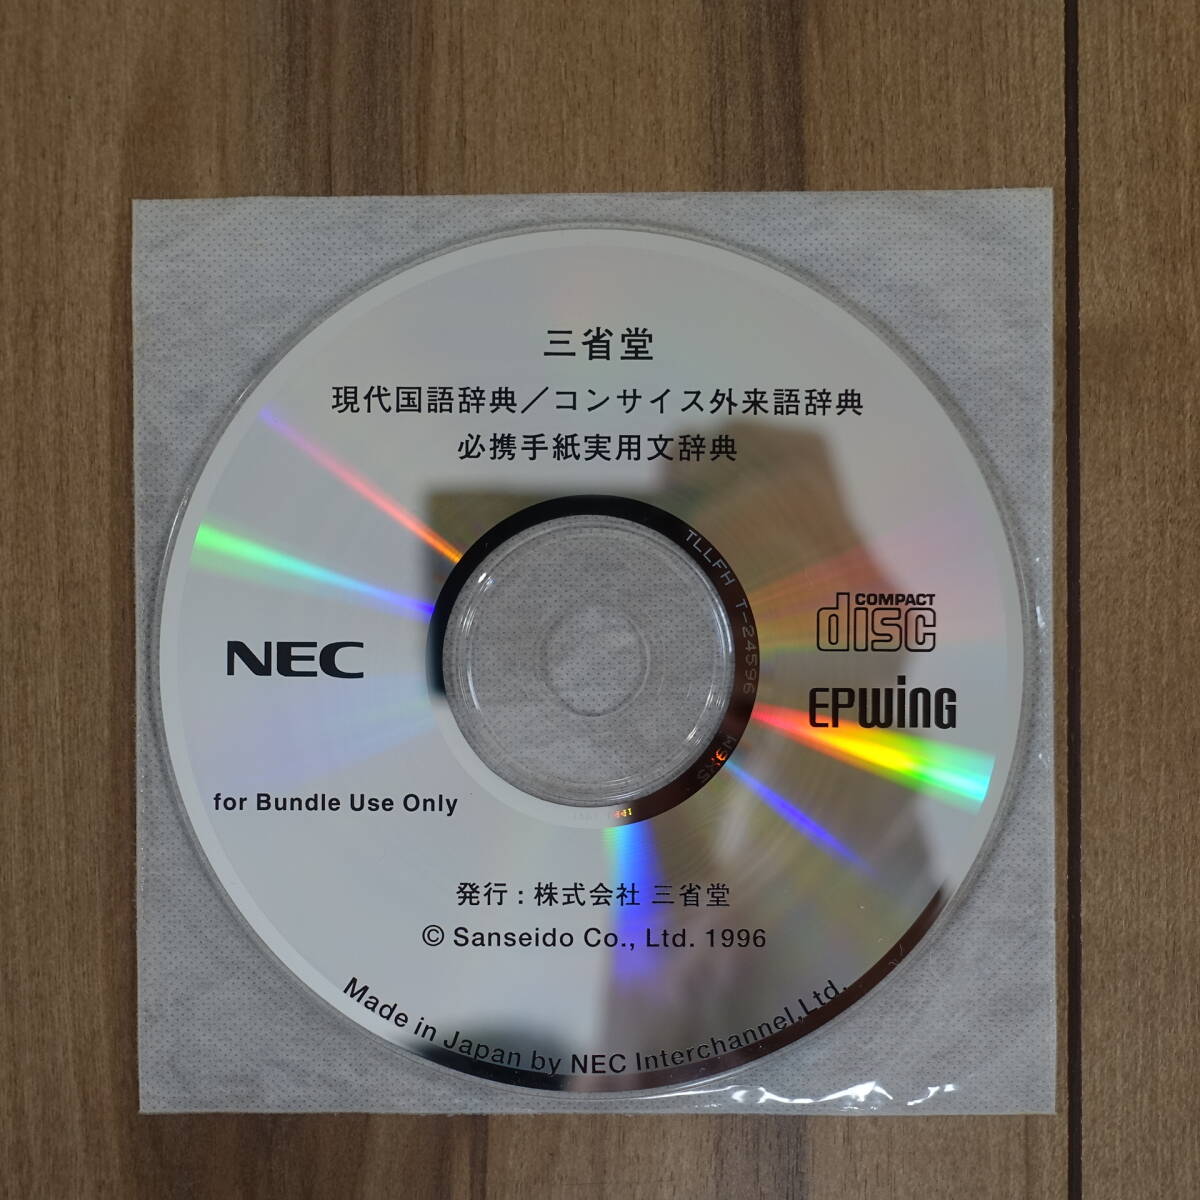 三省堂
現代国語辞典／コンサイス外来語辞典
必携手紙実用文辞典
TLLFH T-24596 W9X5
COMPACT
disc
NEC
EPWING
for Bundle Use Only
発行：株式会社 三省堂
© Sanseido Co., Ltd. 1996
Made in Japan by NEC Interchannel,Ltd.